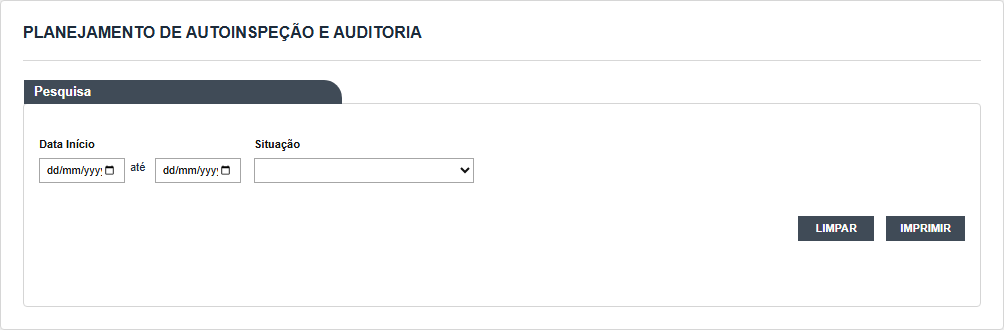 PLANEJAMENTO DE AUTOINSPEÇÃO E AUDITORIA
Pesquisa
Data Início
Situação
dd/mm/yyyy até dd/mm/yyyy
LIMPAR
IMPRIMIR